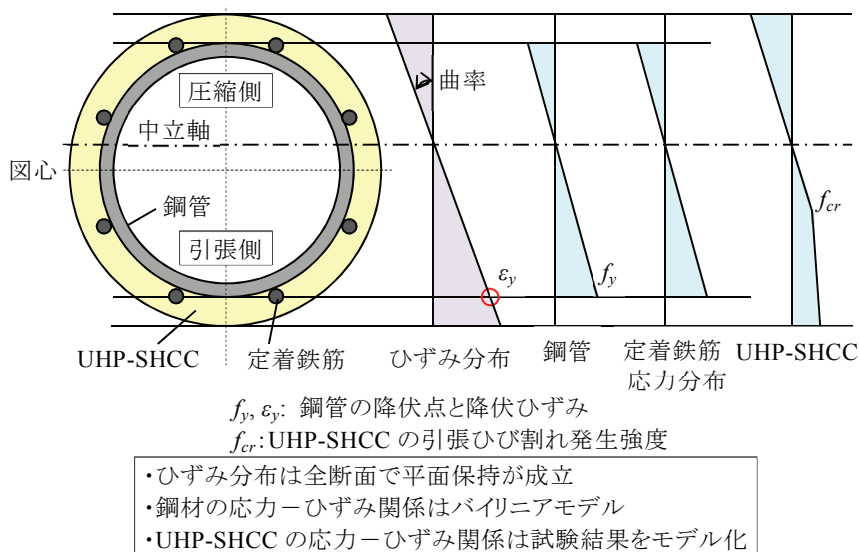 圧縮側
曲率
中立軸
図心
鋼管
引張側
fcr
εy
fy
UHP-SHCC
定着鉄筋
ひずみ分布
鋼管
定着鉄筋
UHP-SHCC
応力分布
fy, εy: 鋼管の降伏点と降伏ひずみ
fcr:UHP-SHCC の引張ひび割れ発生強度
・ひずみ分布は全断面で平面保持が成立
・鋼材の応力－ひずみ関係はバイリニアモデル
・UHP-SHCC の応力－ひずみ関係は試験結果をモデル化